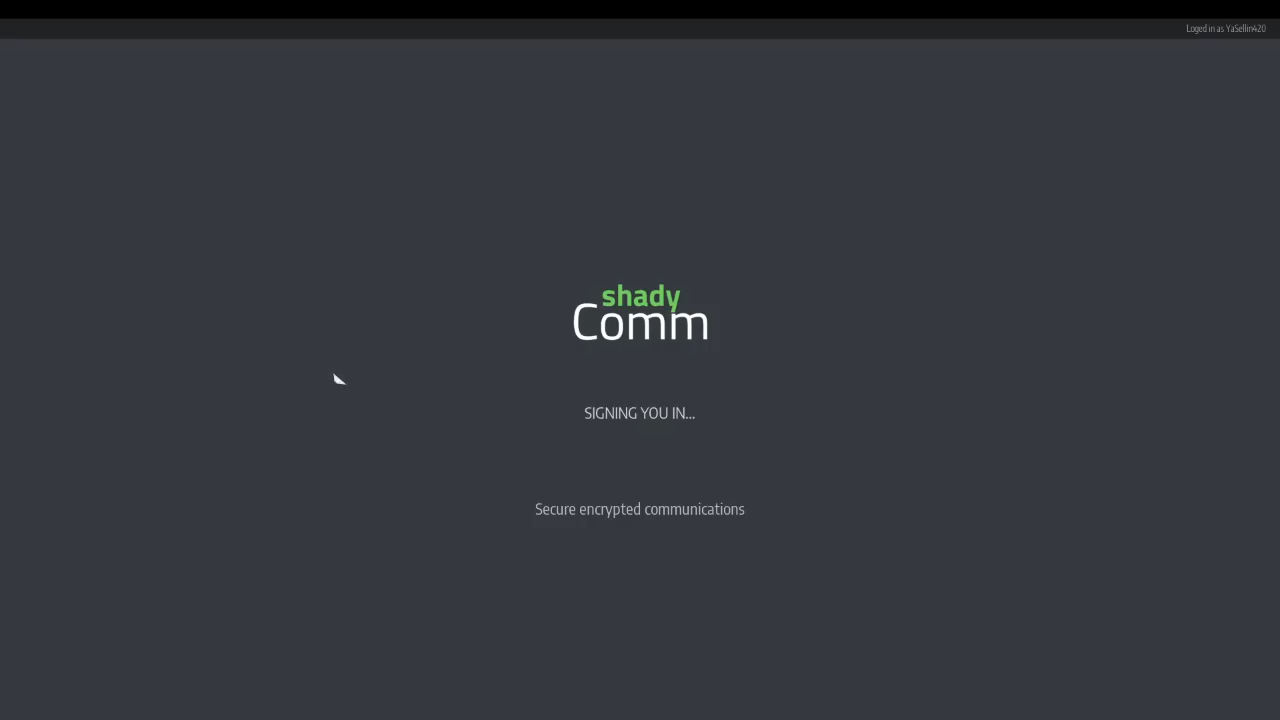 Loged in as YaSellin420
shady
Comm
SIGNING YOU IN...
Secure encrypted communications